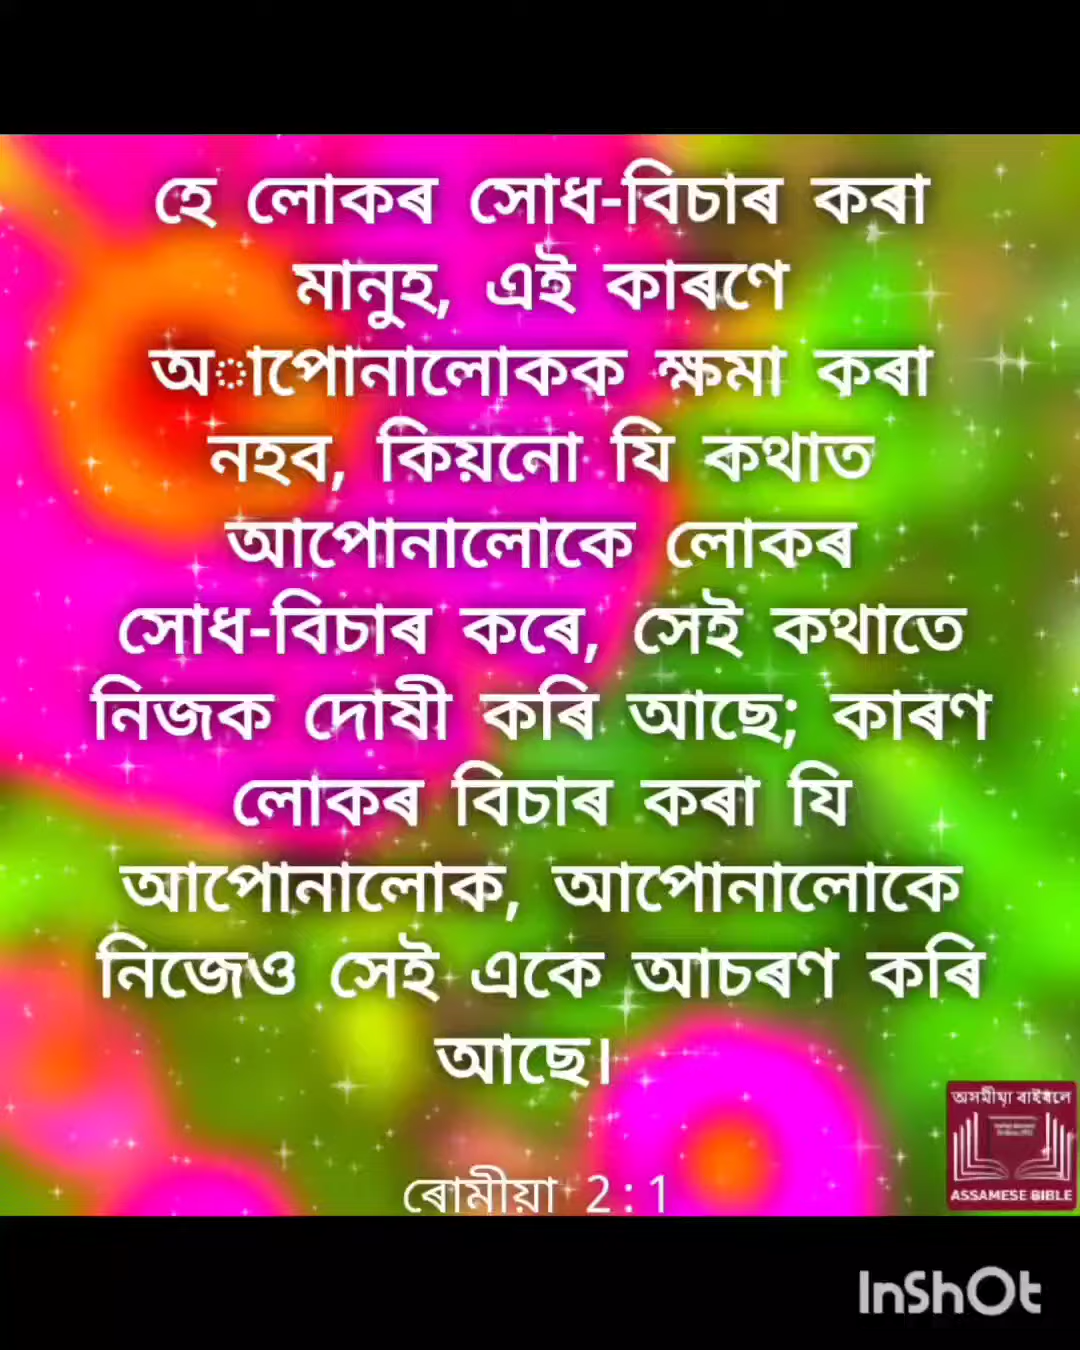 হে লোকৰ সোধ-বিচাৰ কৰা
মানুহ, এই কাৰণে
অাপোনালোকক ক্ষমা কৰা
নহব, কিয়নো যি কথাত
আপোনালোকে লোকৰ
সোধ-বিচাৰ কৰে, সেই কথাতে
নিজক দোষী কৰি আছে; কাৰণ
লোকৰ বিচাৰ কৰা যি
আপোনালোক, আপোনালোকে
নিজেও সেই একে আচৰণ কৰি
আছে।
ৰোমীয়া 2 : 1
অসমীয়া বাইবেল
ASSAMESE BIBLE
InShOt